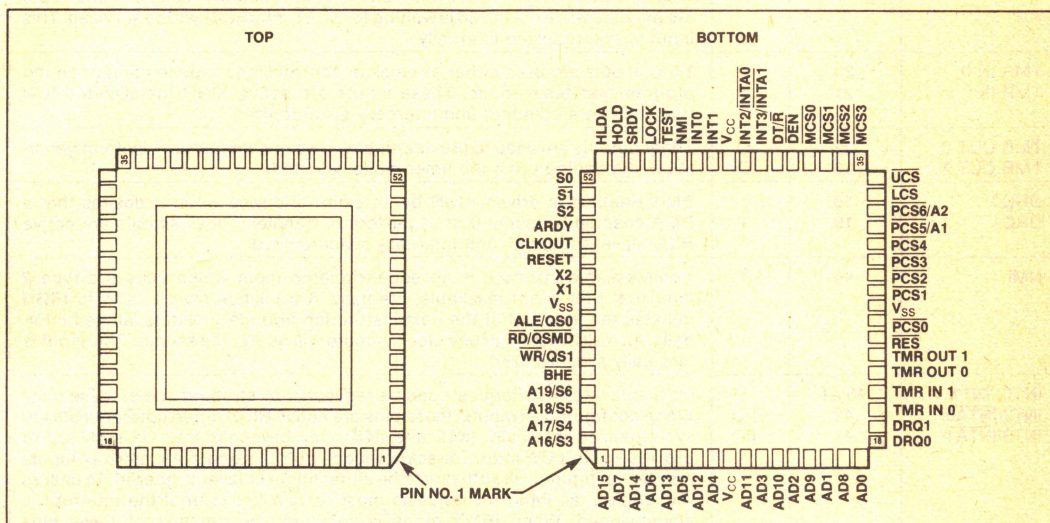 TOP
BOTTOM
35
52
18
1
HLDA
HOLD
SRDY
LOCK
TEST
NMI
INT0
INT1
VCC
INT2/INTA0
INT3/INTA1
DT/R
DEN
MCS0
MCS1
MCS2
MCS3
52
35
S0
S1
S2
ARDY
CLKOUT
RESET
X2
X1
VSS
ALE/QS0
RD/QSMD
WR/QS1
BHE
A19/S6
A18/S5
A17/S4
A16/S3
UCS
LCS
PCS6/A2
PCS5/A1
PCS4
PCS3
PCS2
PCS1
VSS
PCS0
RES
TMR OUT 1
TMR OUT 0
TMR IN 1
TMR IN 0
DRQ1
DRQ0
1
18
PIN NO. 1 MARK
AD15
AD7
AD14
AD6
AD13
AD5
AD12
AD4
VCC
AD11
AD3
AD10
AD2
AD9
AD1
AD8
AD0